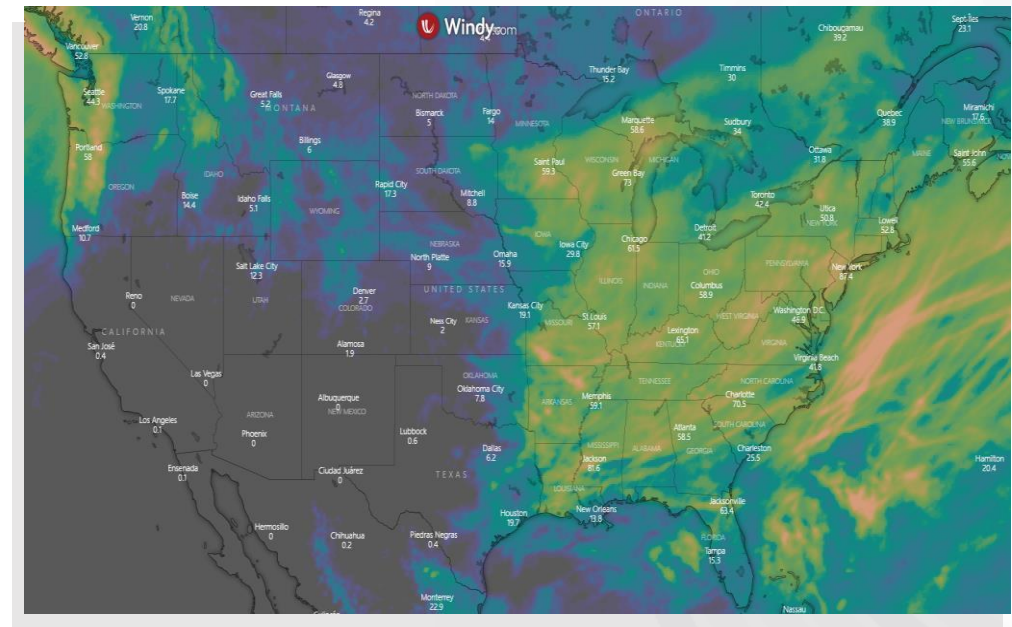 Regina
4.2
ONTARIO
Vernon
20.8
Windy.com
Sept-Îles
23.1
Chibougamau
39.2
Vancouver
52.8
Thunder Bay
15.2
Timmins
30
Glasgow
4.8
Seattle
44.3
WASHINGTON
Spokane
17.7
Great Falls
5.2
MONTANA
NORTH DAKOTA
Bismarck
5
Fargo
14
MINNESOTA
Marquette
58.6
Sudbury
34
Quebec
38.9
Miramichi
17.6
NEW BRUNSWICK
Portland
58
Billings
6
Saint Paul
59.3
WISCONSIN
MICHIGAN
Ottawa
31.8
MAINE
Saint John
55.6
OREGON
IDAHO
SOUTH DAKOTA
Green Bay
73
Boise
14.4
Idaho Falls
5.1
Rapid City
17.3
Mitchell
8.8
Toronto
42.4
WYOMING
Utica
50.8
NEW YORK
Lowell
52.8
Medford
10.7
IOWA
Detroit
41.2
NEBRASKA
Iowa City
29.8
Chicago
61.5
North Platte
9
Omaha
15.9
Salt Lake City
12.3
PENNSYLVANIA
New York
87.4
OHIO
ILLINOIS
INDIANA
Columbus
58.9
Reno
0
NEVADA
UTAH
Denver
2.7
COLORADO
UNITED STATES
Kansas City
19.1
Ness City
2
KANSAS
MISSOURI
St.Louis
57.1
WEST VIRGINIA
Washington D.C.
46.9
CALIFORNIA
Lexington
65.1
KENTUCKY
VIRGINIA
San José
0.4
Alamosa
1.9
Virginia Beach
41.8
Las Vegas
0
OKLAHOMA
Oklahoma City
7.8
TENNESSEE
NORTH CAROLINA
Albuquerque
0
NEW MEXICO
ARKANSAS
Memphis
59.1
Charlotte
70.5
ARIZONA
Los Angeles
0.1
Phoenix
0
Lubbock
0.6
Atlanta
58.5
SOUTH CAROLINA
MISSISSIPPI
ALABAMA
GEORGIA
Dallas
6.2
Charleston
25.5
Ensenada
0.1
Ciudad Juárez
0
TEXAS
Jackson
81.6
Hamilton
20.4
LOUISIANA
Jacksonville
63.4
Houston
19.7
New Orleans
13.8
Hermosillo
0
Chihuahua
0.2
Piedras Negras
0.4
FLORIDA
Tampa
15.3
Monterrey
22.9
Nassau